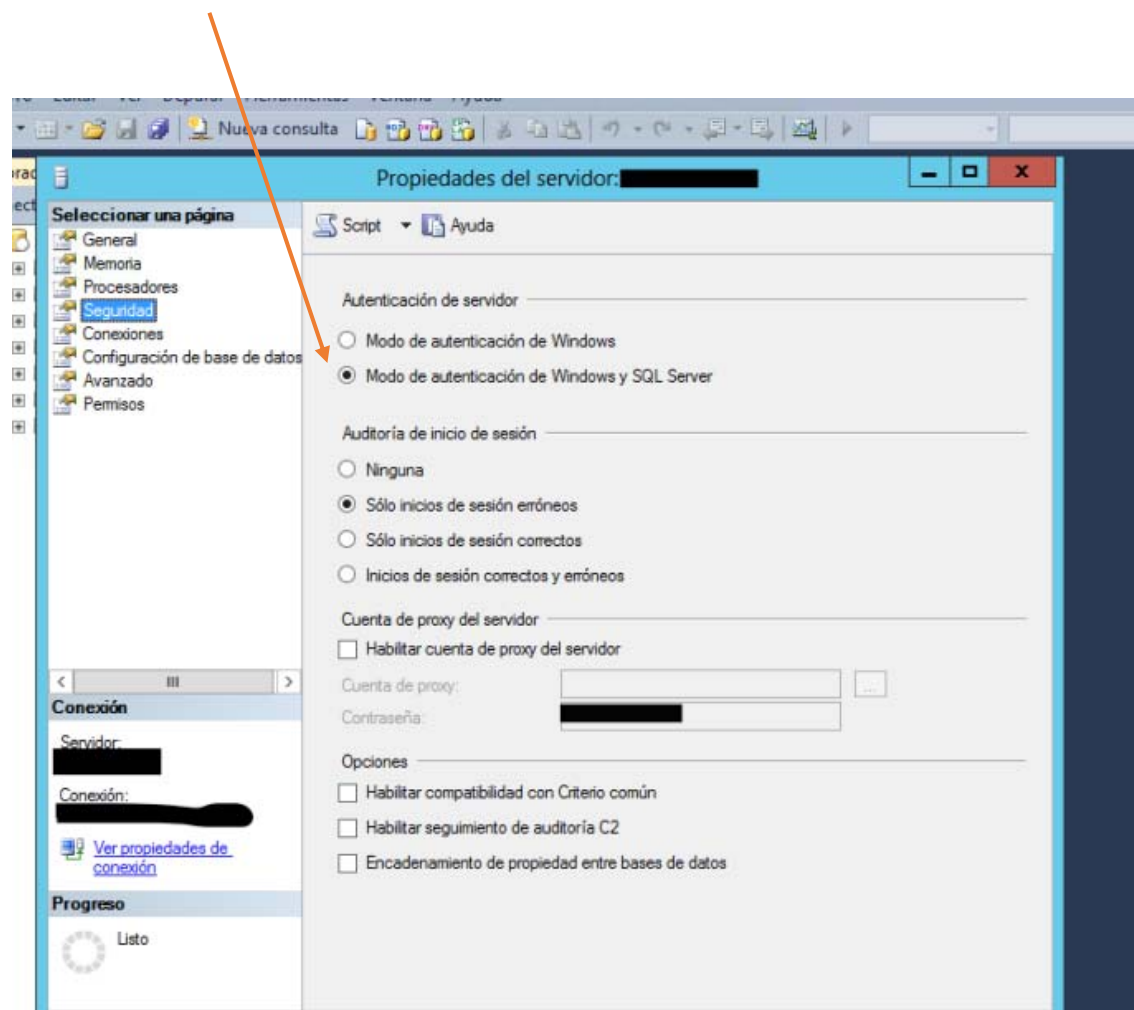 Nueva consulta
Propiedades del servidor:
Seleccionar una página
General
Memoria
Procesadores
Seguridad
Conexiones
Configuración de base de datos
Avanzado
Permisos
Script
Ayuda
Autenticación de servidor
Modo de autenticación de Windows
Modo de autenticación de Windows y SQL Server
Auditoría de inicio de sesión
Ninguna
Sólo inicios de sesión erróneos
Sólo inicios de sesión correctos
Inicios de sesión correctos y erróneos
Cuenta de proxy del servidor
Habilitar cuenta de proxy del servidor
Cuenta de proxy:
...
Contraseña:
Opciones
Habilitar compatibilidad con Criterio común
Habilitar seguimiento de auditoría C2
Encadenamiento de propiedad entre bases de datos
Conexión
Servidor:
Conexión:
Ver propiedades de
conexión
Progreso
Listo